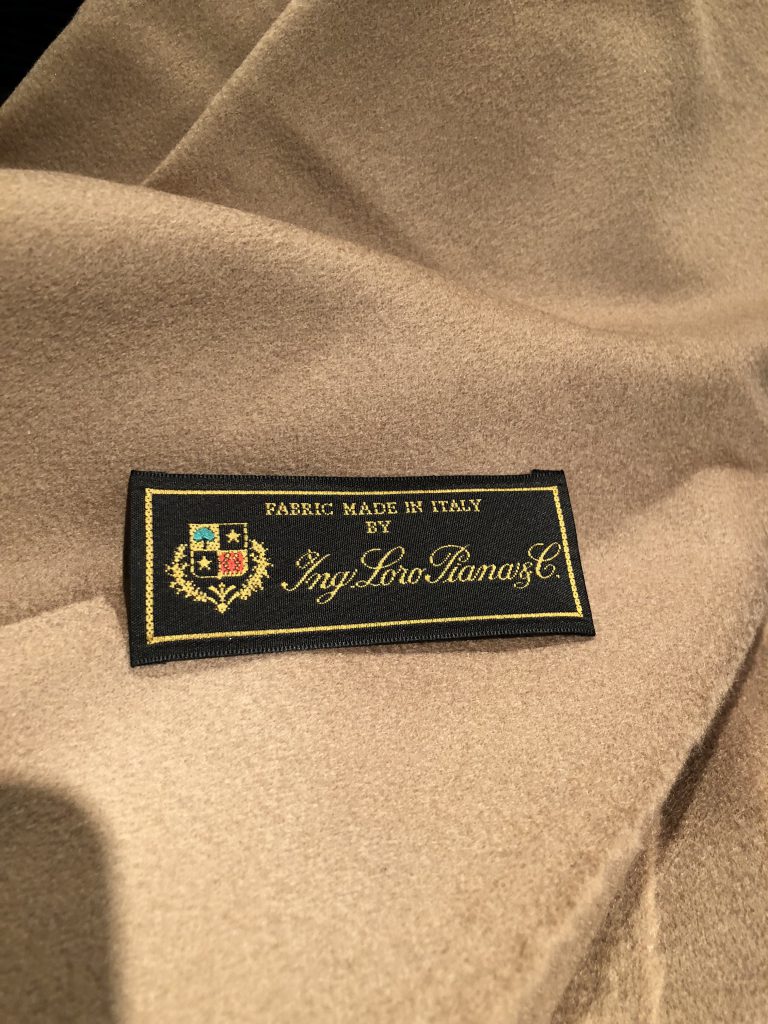 FABRIC MADE IN ITALY
BY
Ing. Loro Piana & C.